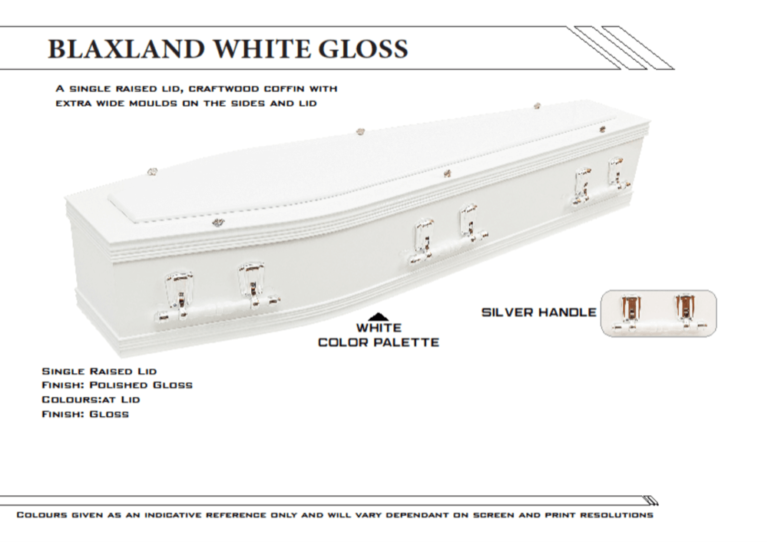 BLAXLAND WHITE GLOSS
A SINGLE RAISED LID, CRAFTWOOD COFFIN WITH
EXTRA WIDE MOULDS ON THE SIDES AND LID
SILVER HANDLE
WHITE
COLOR PALETTE
SINGLE RAISED LID
FINISH: POLISHED GLOSS
COLOURS:AT LID
FINISH: GLOSS
COLOURS GIVEN AS AN INDICATIVE REFERENCE ONLY AND WILL VARY DEPENDANT ON SCREEN AND PRINT RESOLUTIONS